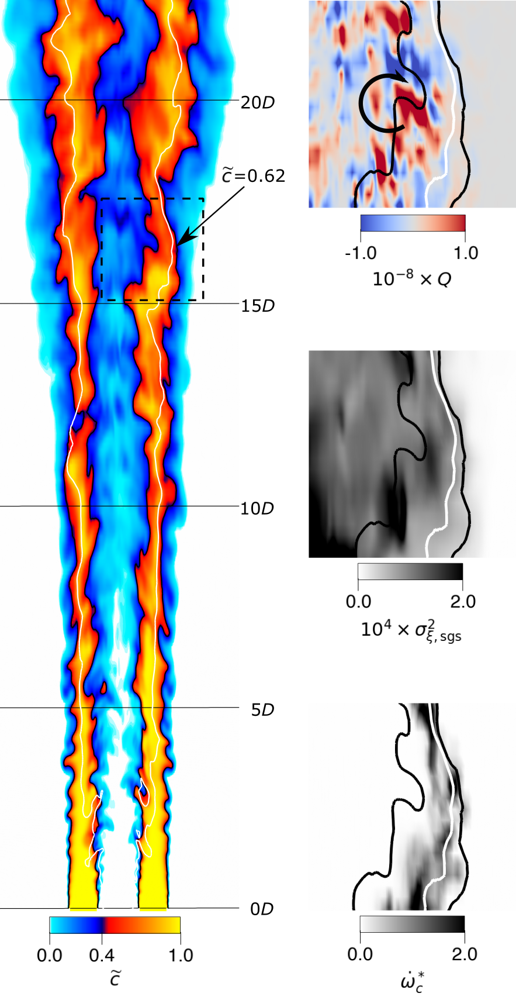 20D
c̃=0.62
15D
10D
5D
0D
0.0 0.4 1.0
c̃
-1.0 1.0
10⁻⁸ × Q
0.0 2.0
10⁴ × σ²ξ, sgs
0.0 2.0
ω̇c*